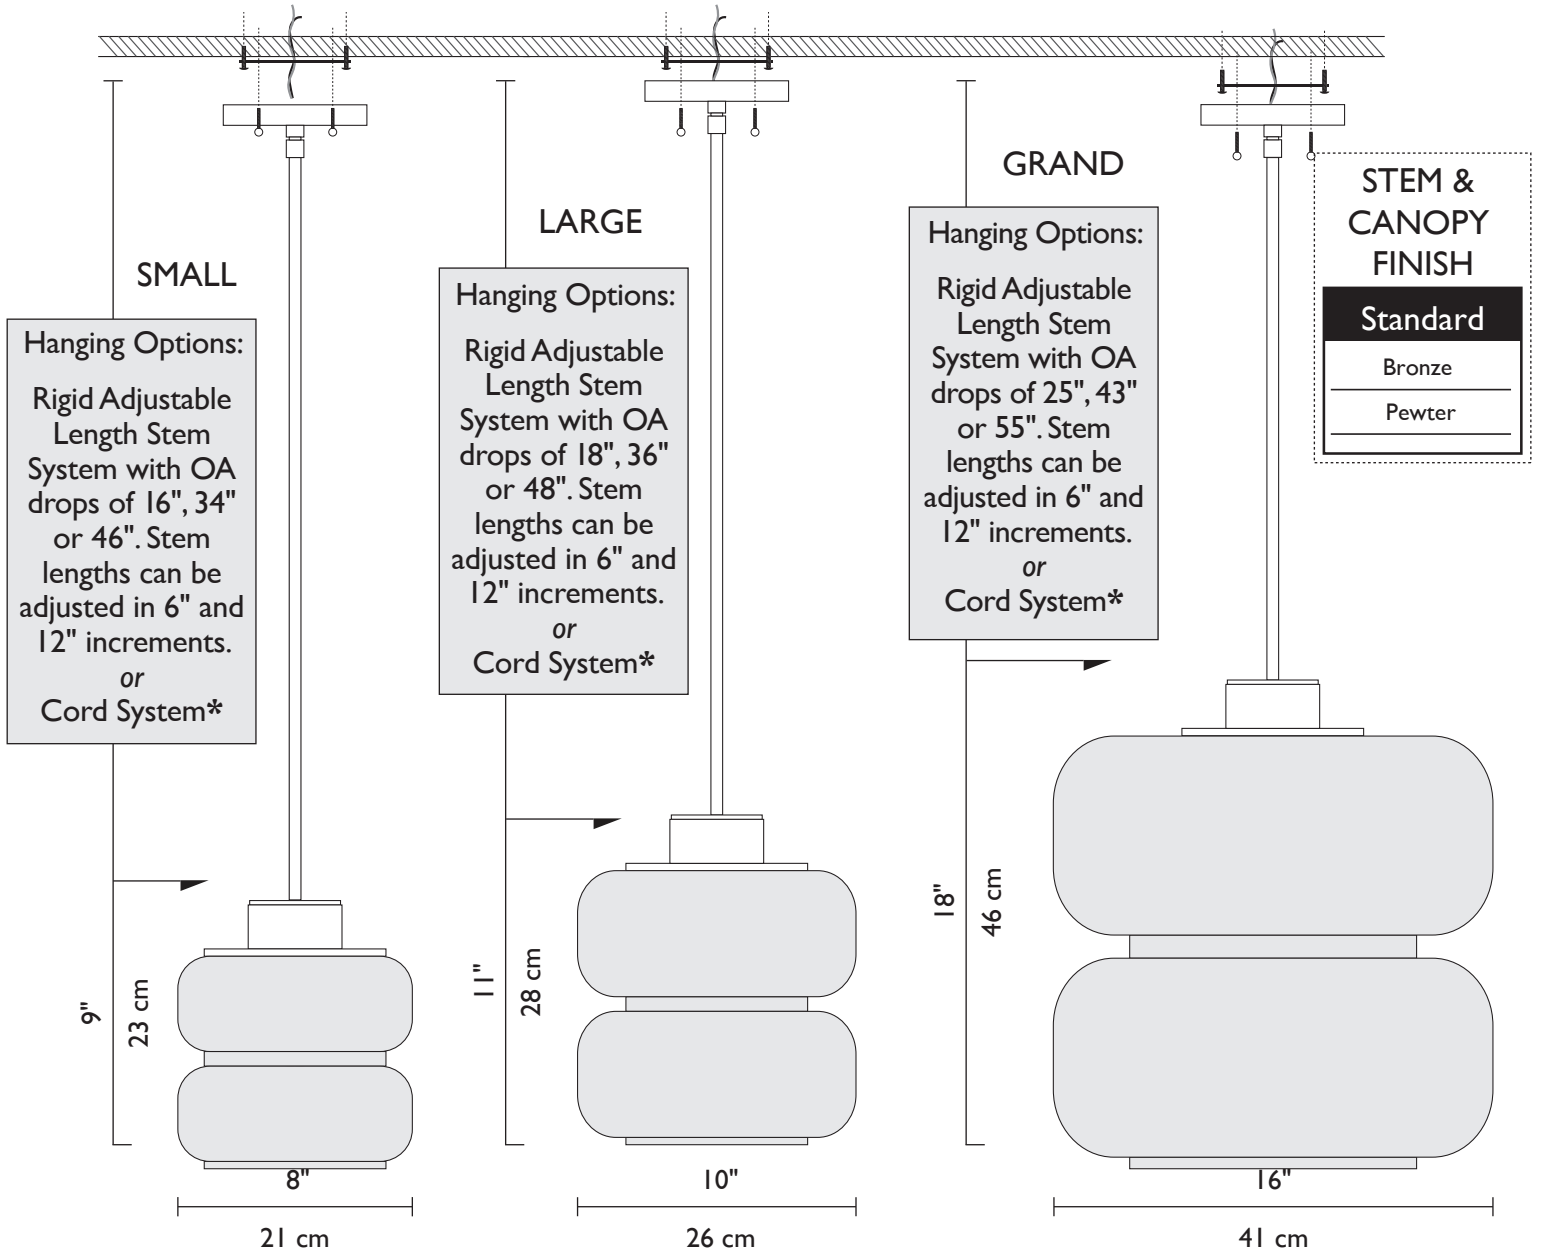 SMALL
Hanging Options:
Rigid Adjustable
Length Stem
System with OA
drops of 16", 34"
or 46". Stem
lengths can be
adjusted in 6" and
12" increments.
or
Cord System*
9"
23 cm
8"
21 cm
LARGE
Hanging Options:
Rigid Adjustable
Length Stem
System with OA
drops of 18", 36"
or 48". Stem
lengths can be
adjusted in 6" and
12" increments.
or
Cord System*
11"
28 cm
10"
26 cm
GRAND
Hanging Options:
Rigid Adjustable
Length Stem
System with OA
drops of 25", 43"
or 55". Stem
lengths can be
adjusted in 6" and
12" increments.
or
Cord System*
18"
46 cm
16"
41 cm
STEM &
CANOPY
FINISH
Standard
Bronze
Pewter